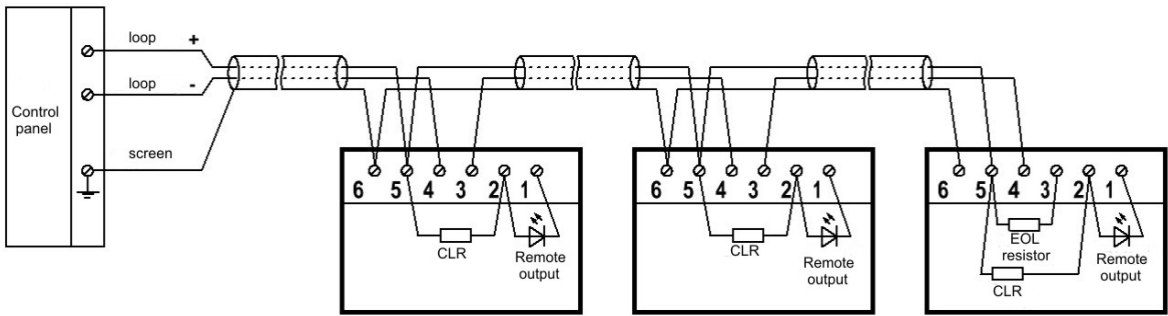 loop +
loop -
Control
panel
screen
6 5 4 3 2 1
CLR
Remote
output
6 5 4 3 2 1
CLR
Remote
output
6 5 4 3 2 1
EOL
resistor
CLR
Remote
output